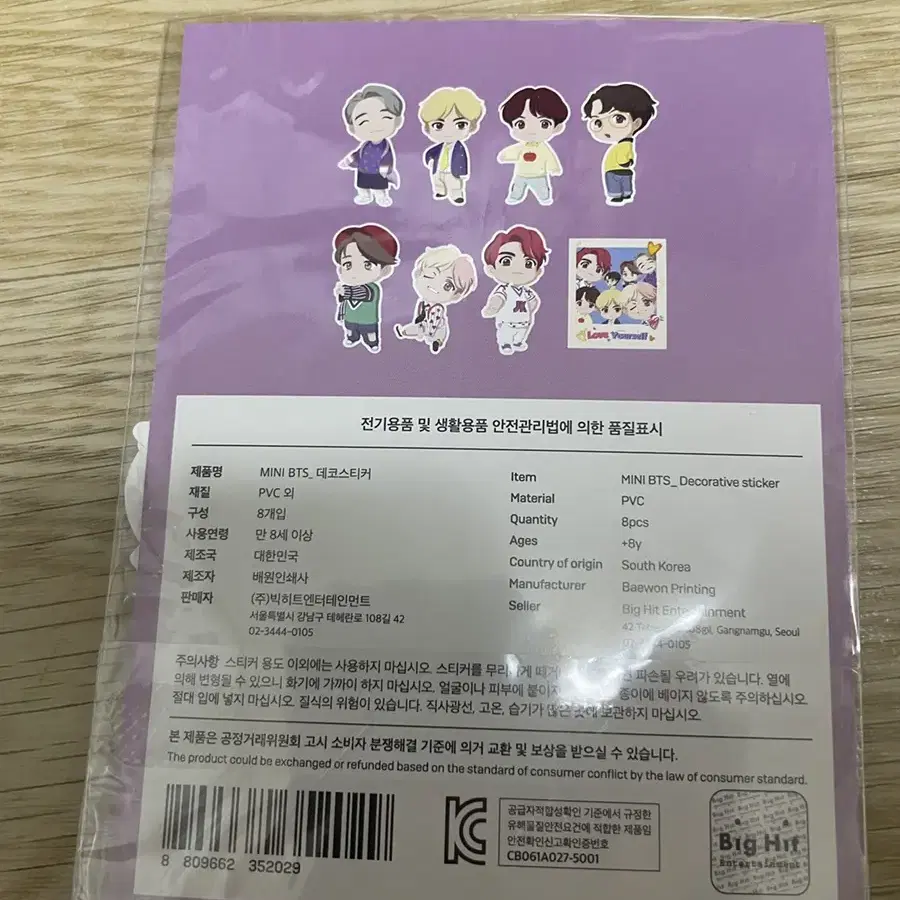 Love Yourself
전기용품 및 생활용품 안전관리법에 의한 품질표시
제품명 MINI BTS_ 데코스티커
재질 PVC 외
구성 8개입
사용연령 만 8세 이상
제조국 대한민국
제조자 배원인쇄사
판매자 (주)빅히트엔터테인먼트
서울특별시 강남구 테헤란로 108길 42
02-3444-0105
Item MINI BTS_ Decorative sticker
Material PVC
Quantity 8pcs
Ages +8y
Country of origin South Korea
Manufacturer Baewon Printing
Selier Big Hit Entertainment
42 8gil, Gangnamgu, Seoul
02-3444-0105
주의사항 스티커 용도 이외에는 사용하지 마십시오. 스티커를 무리하게 파손될 우려가 있습니다. 열에
의해 변형될 수 있으니 화기에 가까이 하지 마십시오. 얼굴이나 피부에 붙이지 종이에 베이지 않도록 주의하십시오.
절대 입에 넣지 마십시오. 질식의 위험이 있습니다. 직사광선, 고온, 습기가 많은 곳에 보관하지 마십시오.
본 제품은 공정거래위원회 고시 소비자 분쟁해결 기준에 의거 교환 및 보상을 받으실 수 있습니다.
The product could be exchanged or refunded based on the standard of consumer conflict by the law of consumer standard.
8 809662 352029
KC
공급자적합성확인 기준에서 규정한
유해물질안전요건에 적합한 제품임
안전확인신고확인증번호
CB061A027-5001
Big Hit
Entertainment